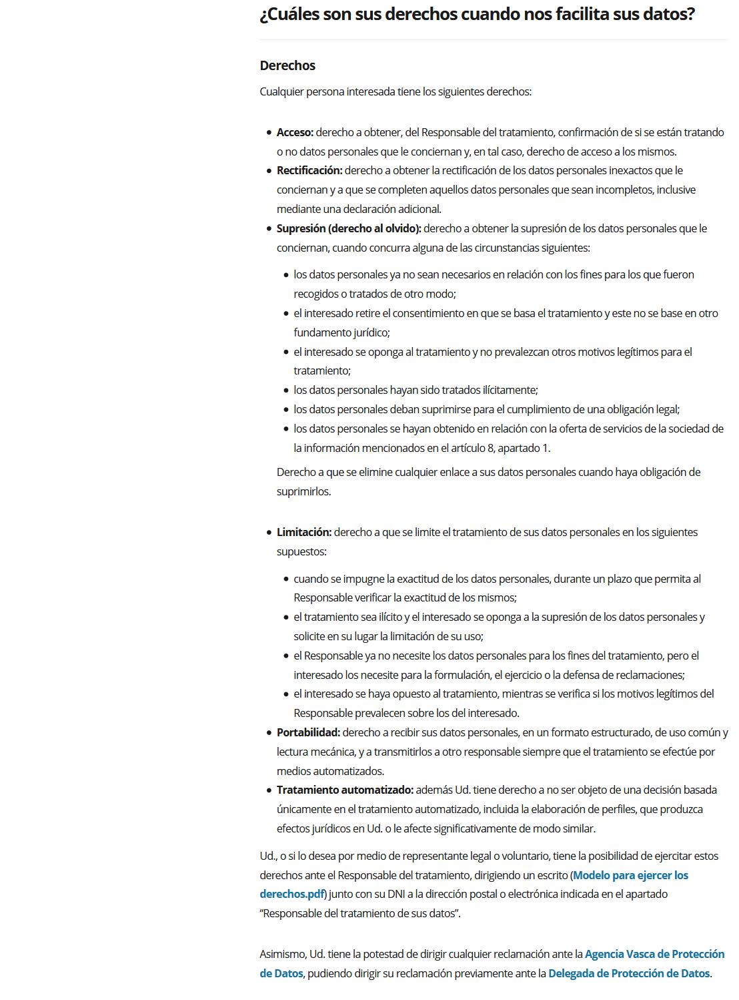 ¿Cuáles son sus derechos cuando nos facilita sus datos?
Derechos
Cualquier persona interesada tiene los siguientes derechos:
• Acceso: derecho a obtener, del Responsable del tratamiento, confirmación de si se están tratando
o no datos personales que le conciernan y, en tal caso, derecho de acceso a los mismos.
• Rectificación: derecho a obtener la rectificación de los datos personales inexactos que le
conciernan y a que se completen aquellos datos personales que sean incompletos, inclusive
mediante una declaración adicional.
• Supresión (derecho al olvido): derecho a obtener la supresión de los datos personales que le
conciernan, cuando concurra alguna de las circunstancias siguientes:
• los datos personales ya no sean necesarios en relación con los fines para los que fueron
recogidos o tratados de otro modo;
• el interesado retire el consentimiento en que se basa el tratamiento y este no se base en otro
fundamento jurídico;
• el interesado se oponga al tratamiento y no prevalezcan otros motivos legítimos para el
tratamiento;
• los datos personales hayan sido tratados ilícitamente;
• los datos personales deban suprimirse para el cumplimiento de una obligación legal;
• los datos personales se hayan obtenido en relación con la oferta de servicios de la sociedad de
la información mencionados en el artículo 8, apartado 1.
Derecho a que se elimine cualquier enlace a sus datos personales cuando haya obligación de
suprimirlos.
• Limitación: derecho a que se limite el tratamiento de sus datos personales en los siguientes
supuestos:
• cuando se impugne la exactitud de los datos personales, durante un plazo que permita al
Responsable verificar la exactitud de los mismos;
• el tratamiento sea ilícito y el interesado se oponga a la supresión de los datos personales y
solicite en su lugar la limitación de su uso;
• el Responsable ya no necesite los datos personales para los fines del tratamiento, pero el
interesado los necesite para la formulación, el ejercicio o la defensa de reclamaciones;
• el interesado se haya opuesto al tratamiento, mientras se verifica si los motivos legítimos del
Responsable prevalecen sobre los del interesado.
• Portabilidad: derecho a recibir sus datos personales, en un formato estructurado, de uso común y
lectura mecánica, y a transmitirlos a otro responsable siempre que el tratamiento se efectúe por
medios automatizados.
• Tratamiento automatizado: además Ud. tiene derecho a no ser objeto de una decisión basada
únicamente en el tratamiento automatizado, incluida la elaboración de perfiles, que produzca
efectos jurídicos en Ud. o le afecte significativamente de modo similar.
Ud., o si lo desea por medio de representante legal o voluntario, tiene la posibilidad de ejercitar estos
derechos ante el Responsable del tratamiento, dirigiendo un escrito (Modelo para ejercer los
derechos.pdf) junto con su DNI a la dirección postal o electrónica indicada en el apartado
“Responsable del tratamiento de sus datos”.
Asimismo, Ud. tiene la potestad de dirigir cualquier reclamación ante la Agencia Vasca de Protección
de Datos, pudiendo dirigir su reclamación previamente ante la Delegada de Protección de Datos.